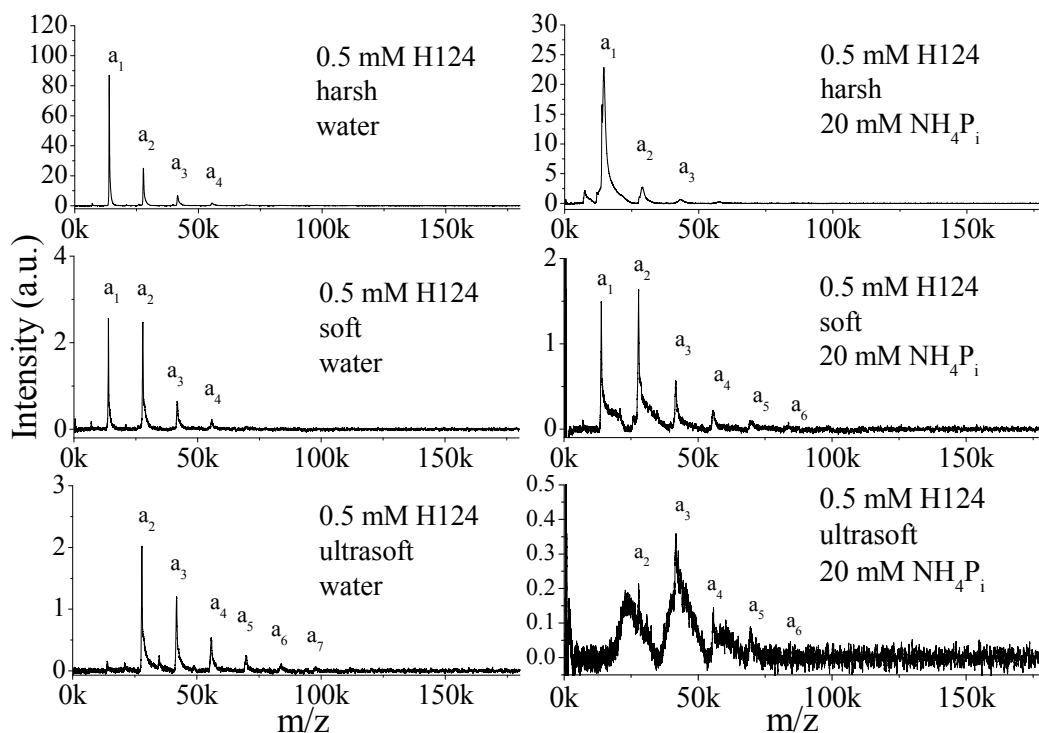 Intensity (a.u.)
120
100
80
60
40
20
0
a₁
a₂
a₃
a₄
0.5 mM H124
harsh
water
0k 50k 100k 150k
30
25
20
15
10
5
0
a₁
a₂
a₃
0.5 mM H124
harsh
20 mM NH₄Pᵢ
0k 50k 100k 150k
4
2
0
a₁
a₂
a₃
a₄
0.5 mM H124
soft
water
0k 50k 100k 150k
2
1
0
a₁
a₂
a₃
a₄
a₅
a₆
0.5 mM H124
soft
20 mM NH₄Pᵢ
0k 50k 100k 150k
3
2
1
0
a₂
a₃
a₄
a₅
a₆
a₇
0.5 mM H124
ultrasoft
water
0k 50k 100k 150k
m/z
0.5
0.4
0.3
0.2
0.1
0.0
a₂
a₃
a₄
a₅
a₆
0.5 mM H124
ultrasoft
20 mM NH₄Pᵢ
0k 50k 100k 150k
m/z